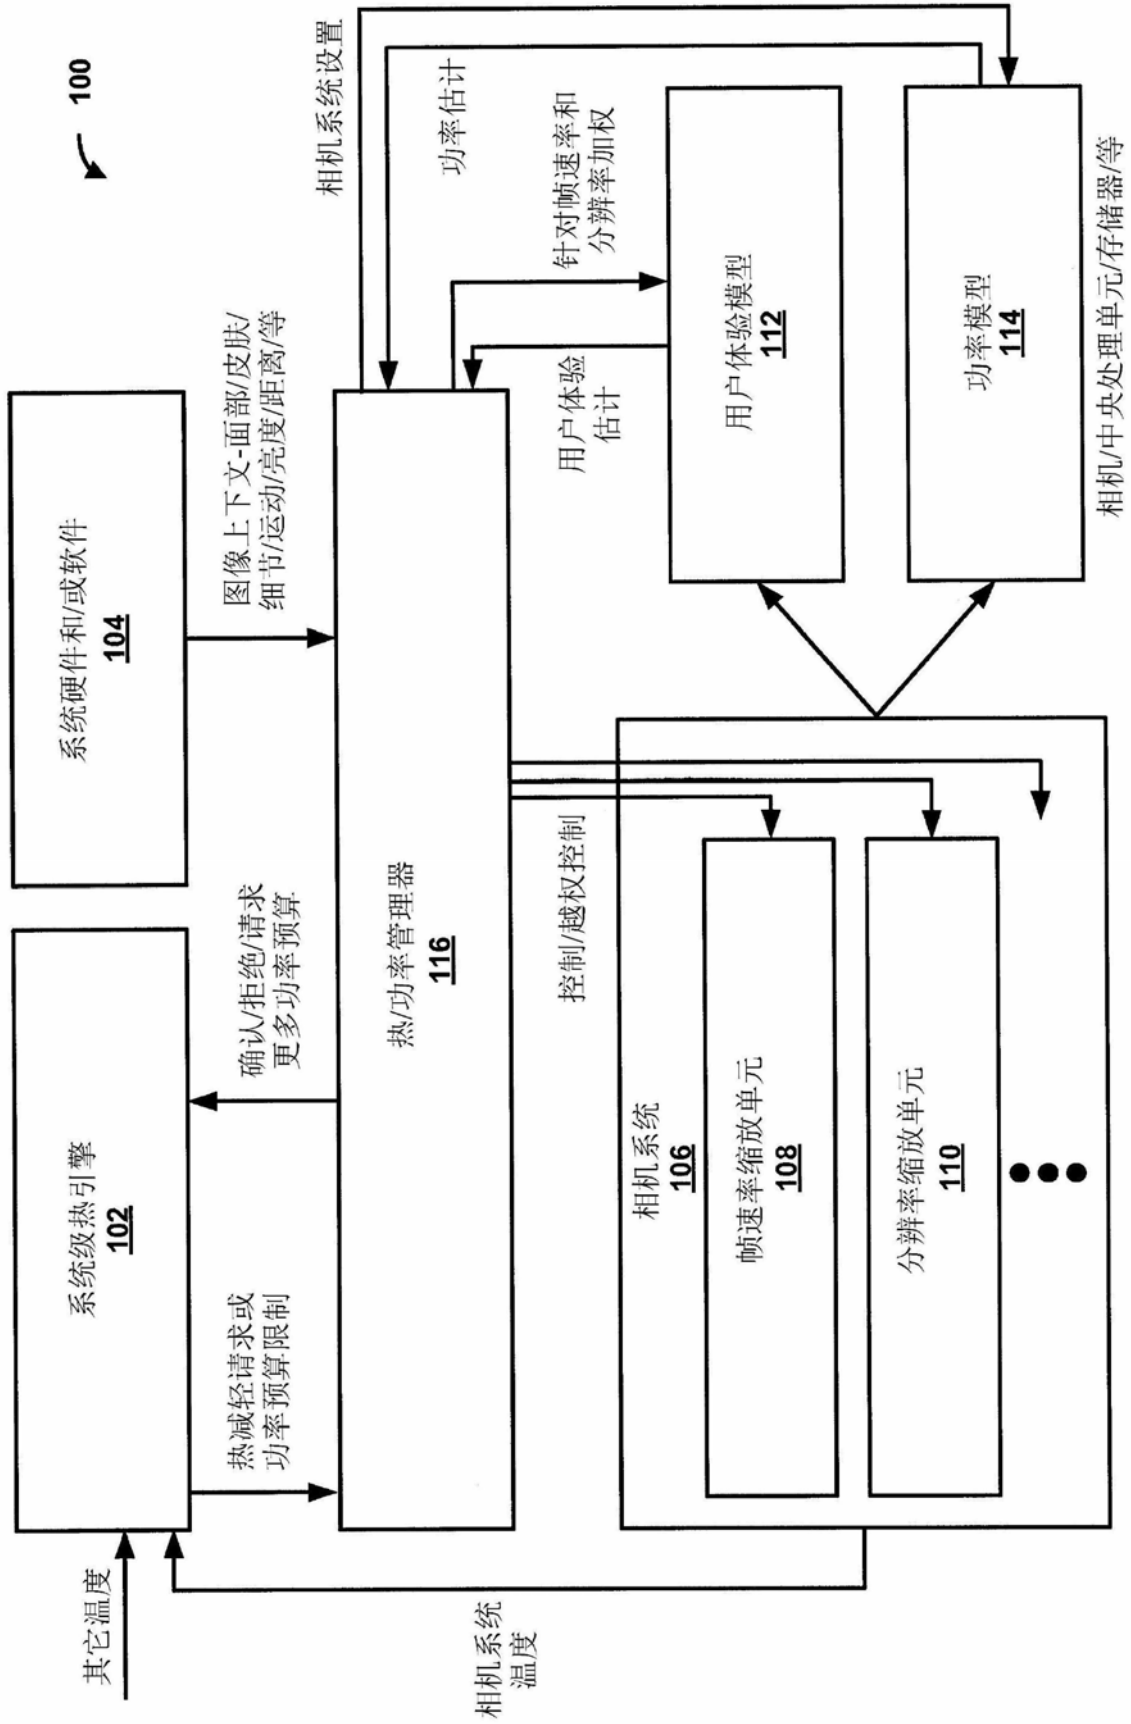 100
其它温度
系统级热引擎
102
系统硬件和/或软件
104
热减轻请求或
功率预算限制
确认/拒绝/请求
更多功率预算
图像上下文-面部/皮肤/
细节/运动/亮度/距离/等
相机系统设置
功率估计
热/功率管理器
116
针对帧速率和
分辨率加权
用户体验
估计
相机系统
温度
控制/越权控制
相机系统
106
帧速率缩放单元
108
分辨率缩放单元
110
用户体验模型
112
功率模型
114
相机/中央处理单元/存储器/等